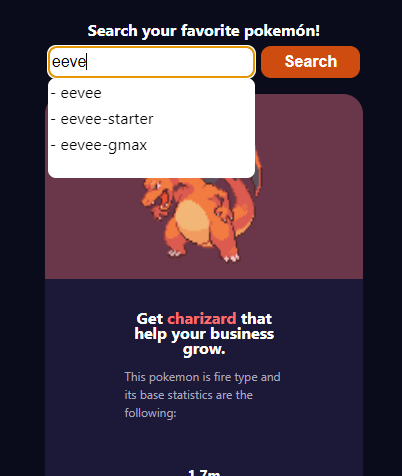 Search your favorite pokemón!
eeve
Search
- eevee
- eevee-starter
- eevee-gmax
Get charizard that
help your business
grow.
This pokemon is fire type and
its base statistics are the
following:
1.7m